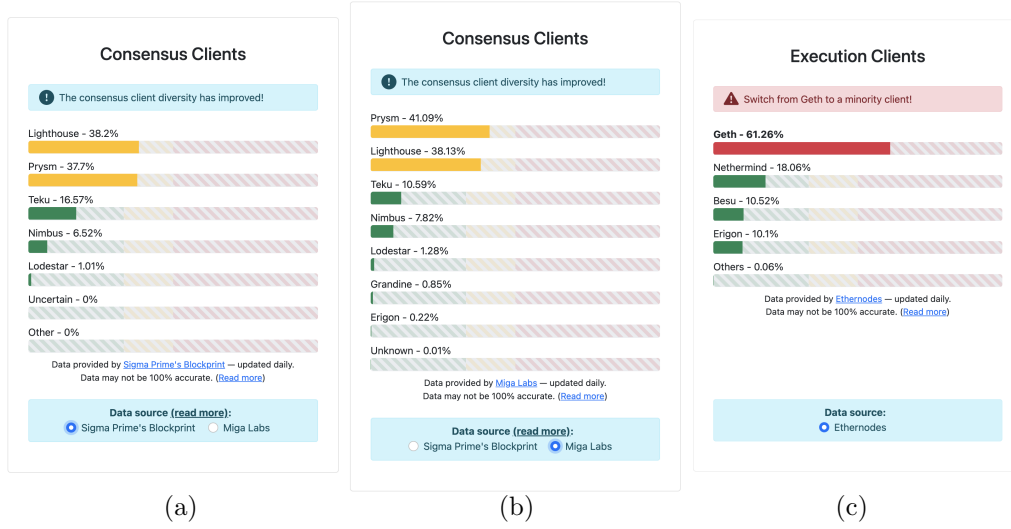 Consensus Clients
The consensus client diversity has improved!
Lighthouse - 38.2%
Prysm - 37.7%
Teku - 16.57%
Nimbus - 6.52%
Lodestar - 1.01%
Uncertain - 0%
Other - 0%
Data provided by Sigma Prime's Blockprint — updated daily.
Data may not be 100% accurate. (Read more)
Data source (read more):
Sigma Prime's Blockprint Miga Labs
(a)
Consensus Clients
The consensus client diversity has improved!
Prysm - 41.09%
Lighthouse - 38.13%
Teku - 10.59%
Nimbus - 7.82%
Lodestar - 1.28%
Grandine - 0.85%
Erigon - 0.22%
Unknown - 0.01%
Data provided by Miga Labs — updated daily.
Data may not be 100% accurate. (Read more)
Data source (read more):
Sigma Prime's Blockprint Miga Labs
(b)
Execution Clients
Switch from Geth to a minority client!
Geth - 61.26%
Nethermind - 18.06%
Besu - 10.52%
Erigon - 10.1%
Others - 0.06%
Data provided by Ethernodes — updated daily.
Data may not be 100% accurate. (Read more)
Data source:
Ethernodes
(c)